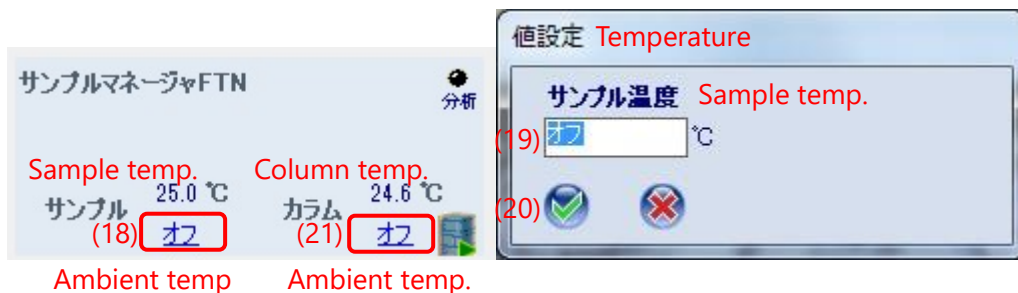 サンプルマネージャFTN
分析
Sample temp.
Column temp.
25.0 ℃
24.6 ℃
サンプル
カラム
(18) オフ
(21) オフ
Ambient temp
Ambient temp.
値設定 Temperature
サンプル温度 Sample temp.
(19) オフ ℃
(20)